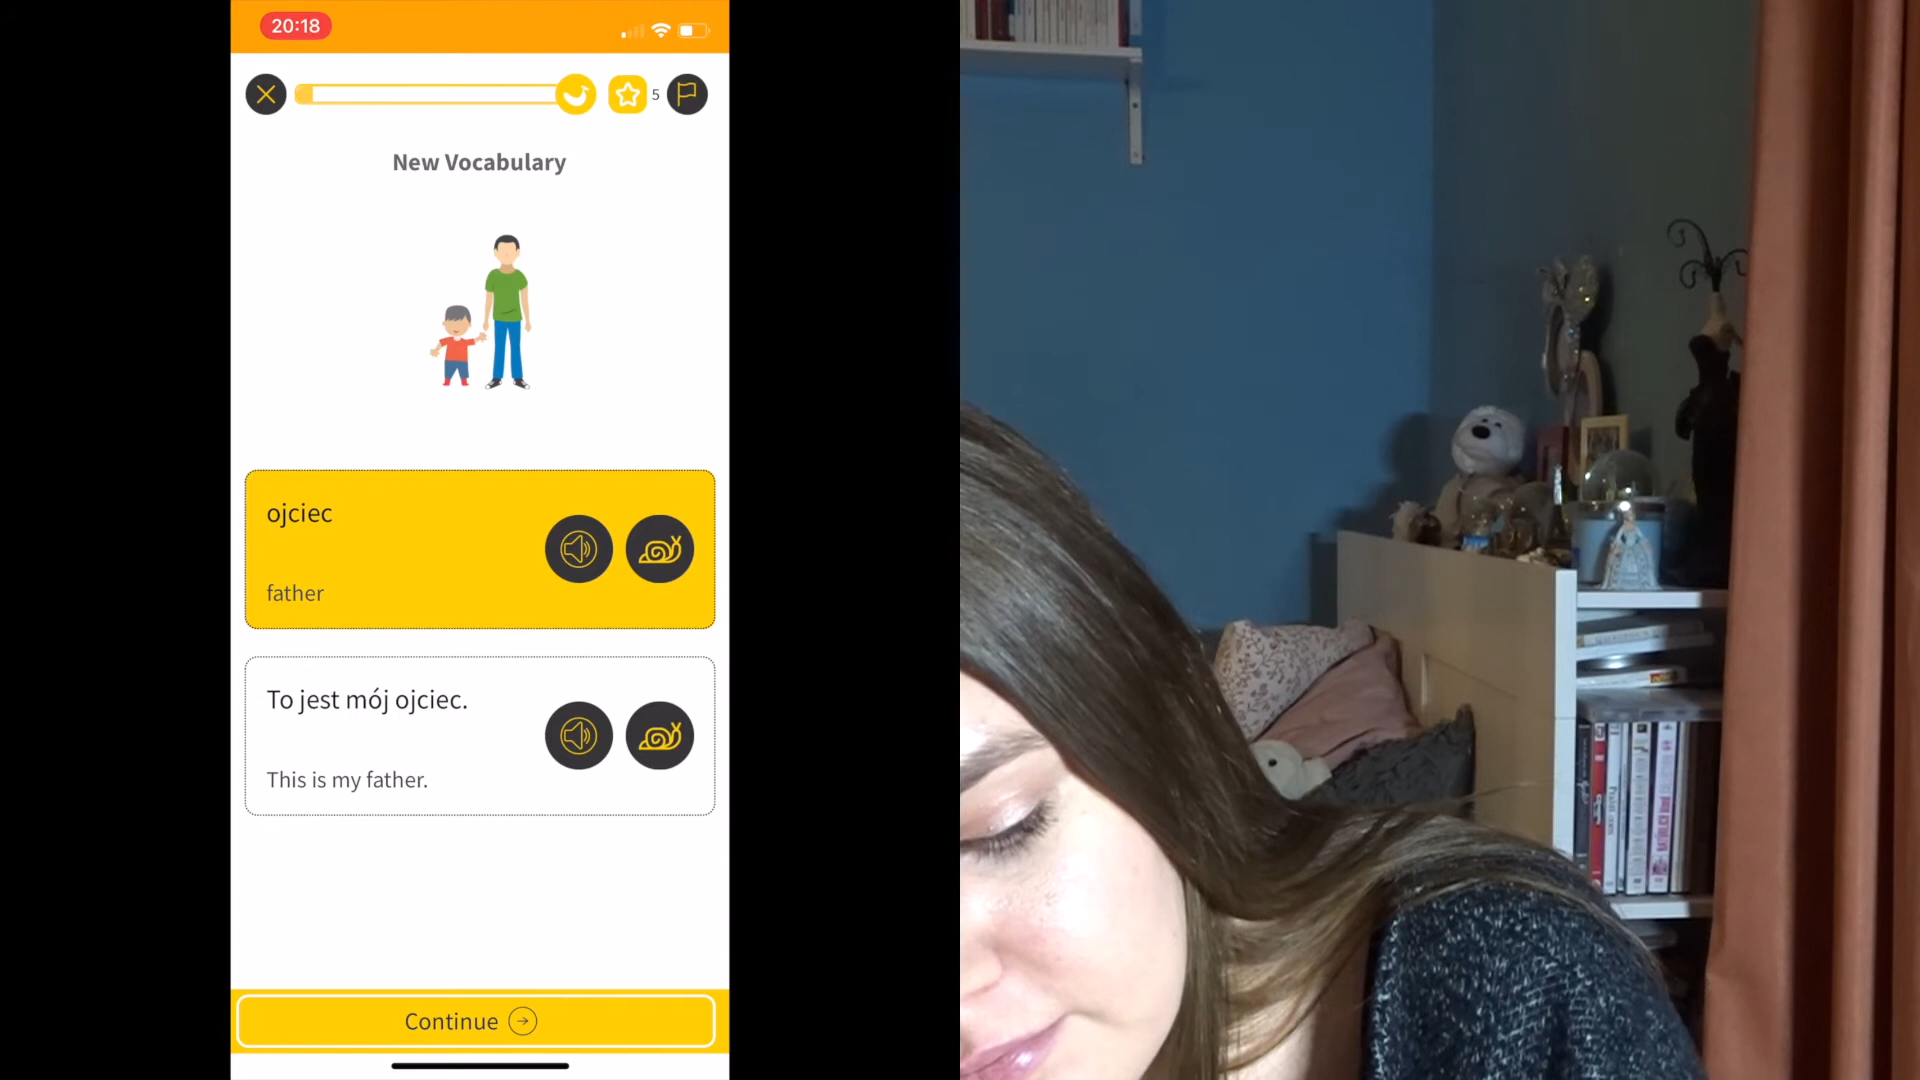 20:18
5
New Vocabulary
ojciec
father
To jest mój ojciec.
This is my father.
Continue